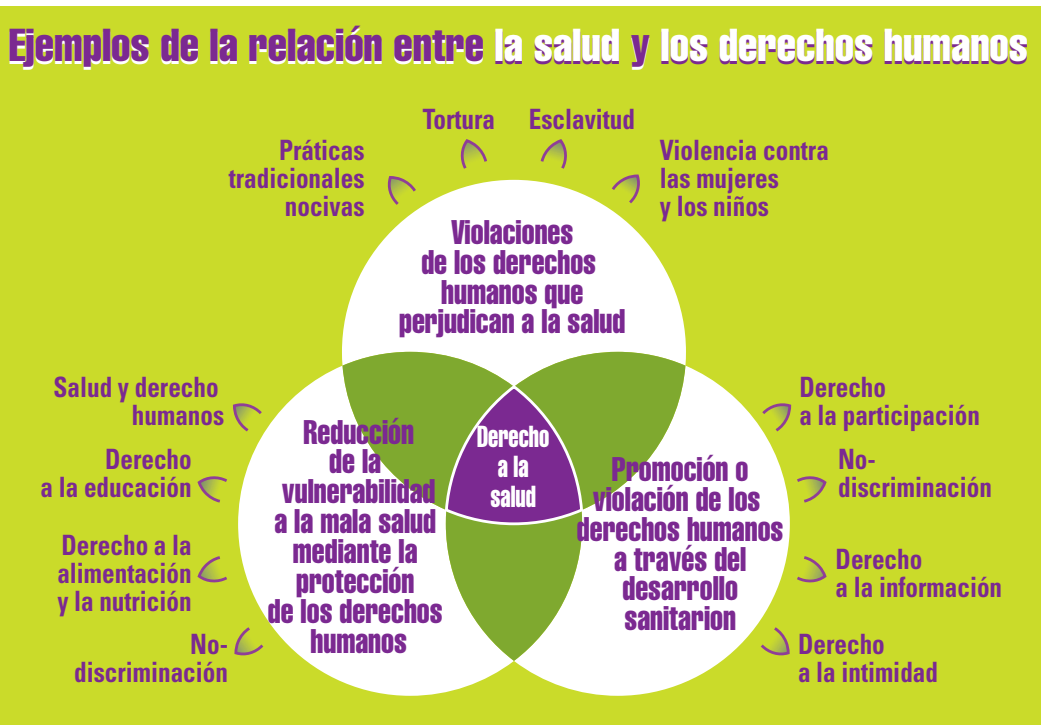 Ejemplos de la relación entre la salud y los derechos humanos
Tortura
Esclavitud
Práticas
tradicionales
nocivas
Violencia contra
las mujeres
y los niños
Violaciones
de los derechos
humanos que
perjudican a la salud
Salud y derecho
humanos
Derecho
a la educación
Derecho a la
alimentación
y la nutrición
No-
discriminación
Reducción
de la
vulnerabilidad
a la mala salud
mediante la
protección
de los derechos
humanos
Derecho
a la
salud
Promoción o
violación de los
derechos humanos
a través del
desarrollo
sanitarion
Derecho
a la participación
No-
discriminación
Derecho
a la información
Derecho
a la intimidad